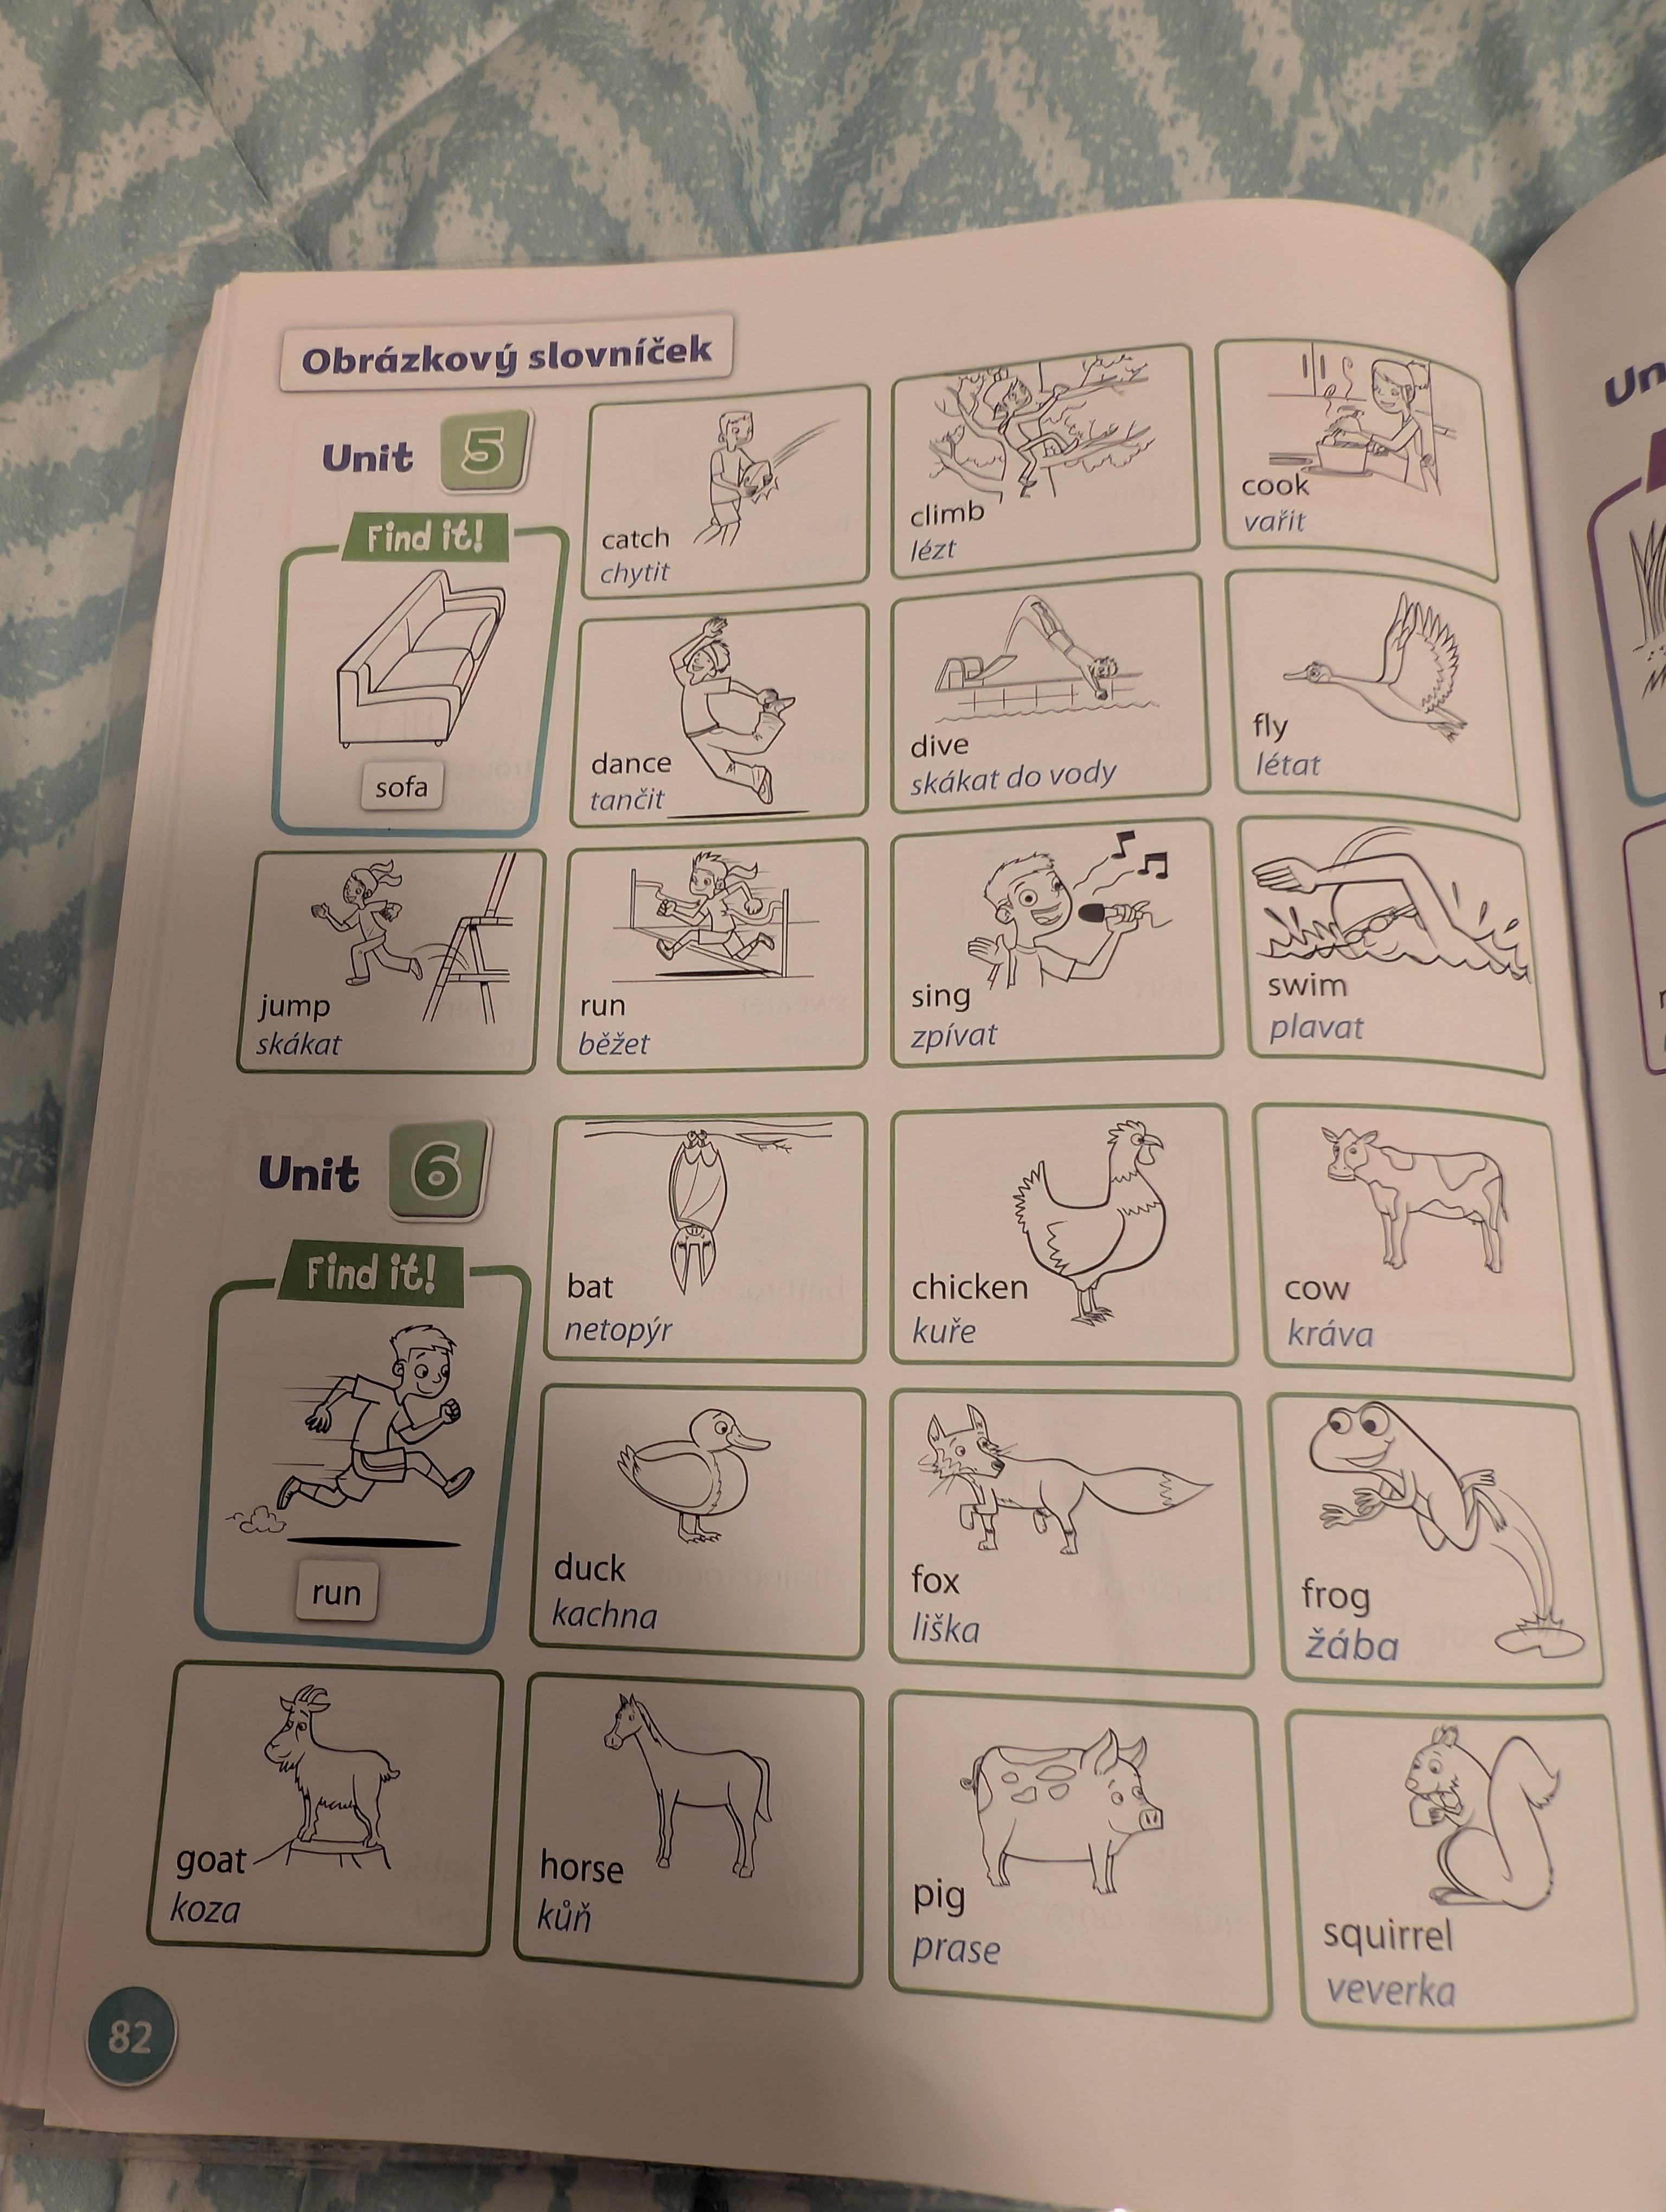 Obrázkový slovníček
Unit 5
Find it!
sofa
catch
chytit
climb
lézt
cook
vařit
dance
tančit
dive
skákat do vody
fly
létat
jump
skákat
run
běžet
sing
zpívat
swim
plavat
Unit 6
Find it!
run
bat
netopýr
chicken
kuře
cow
kráva
duck
kachna
fox
liška
frog
žába
goat
koza
horse
kůň
pig
prase
squirrel
veverka
82
Un